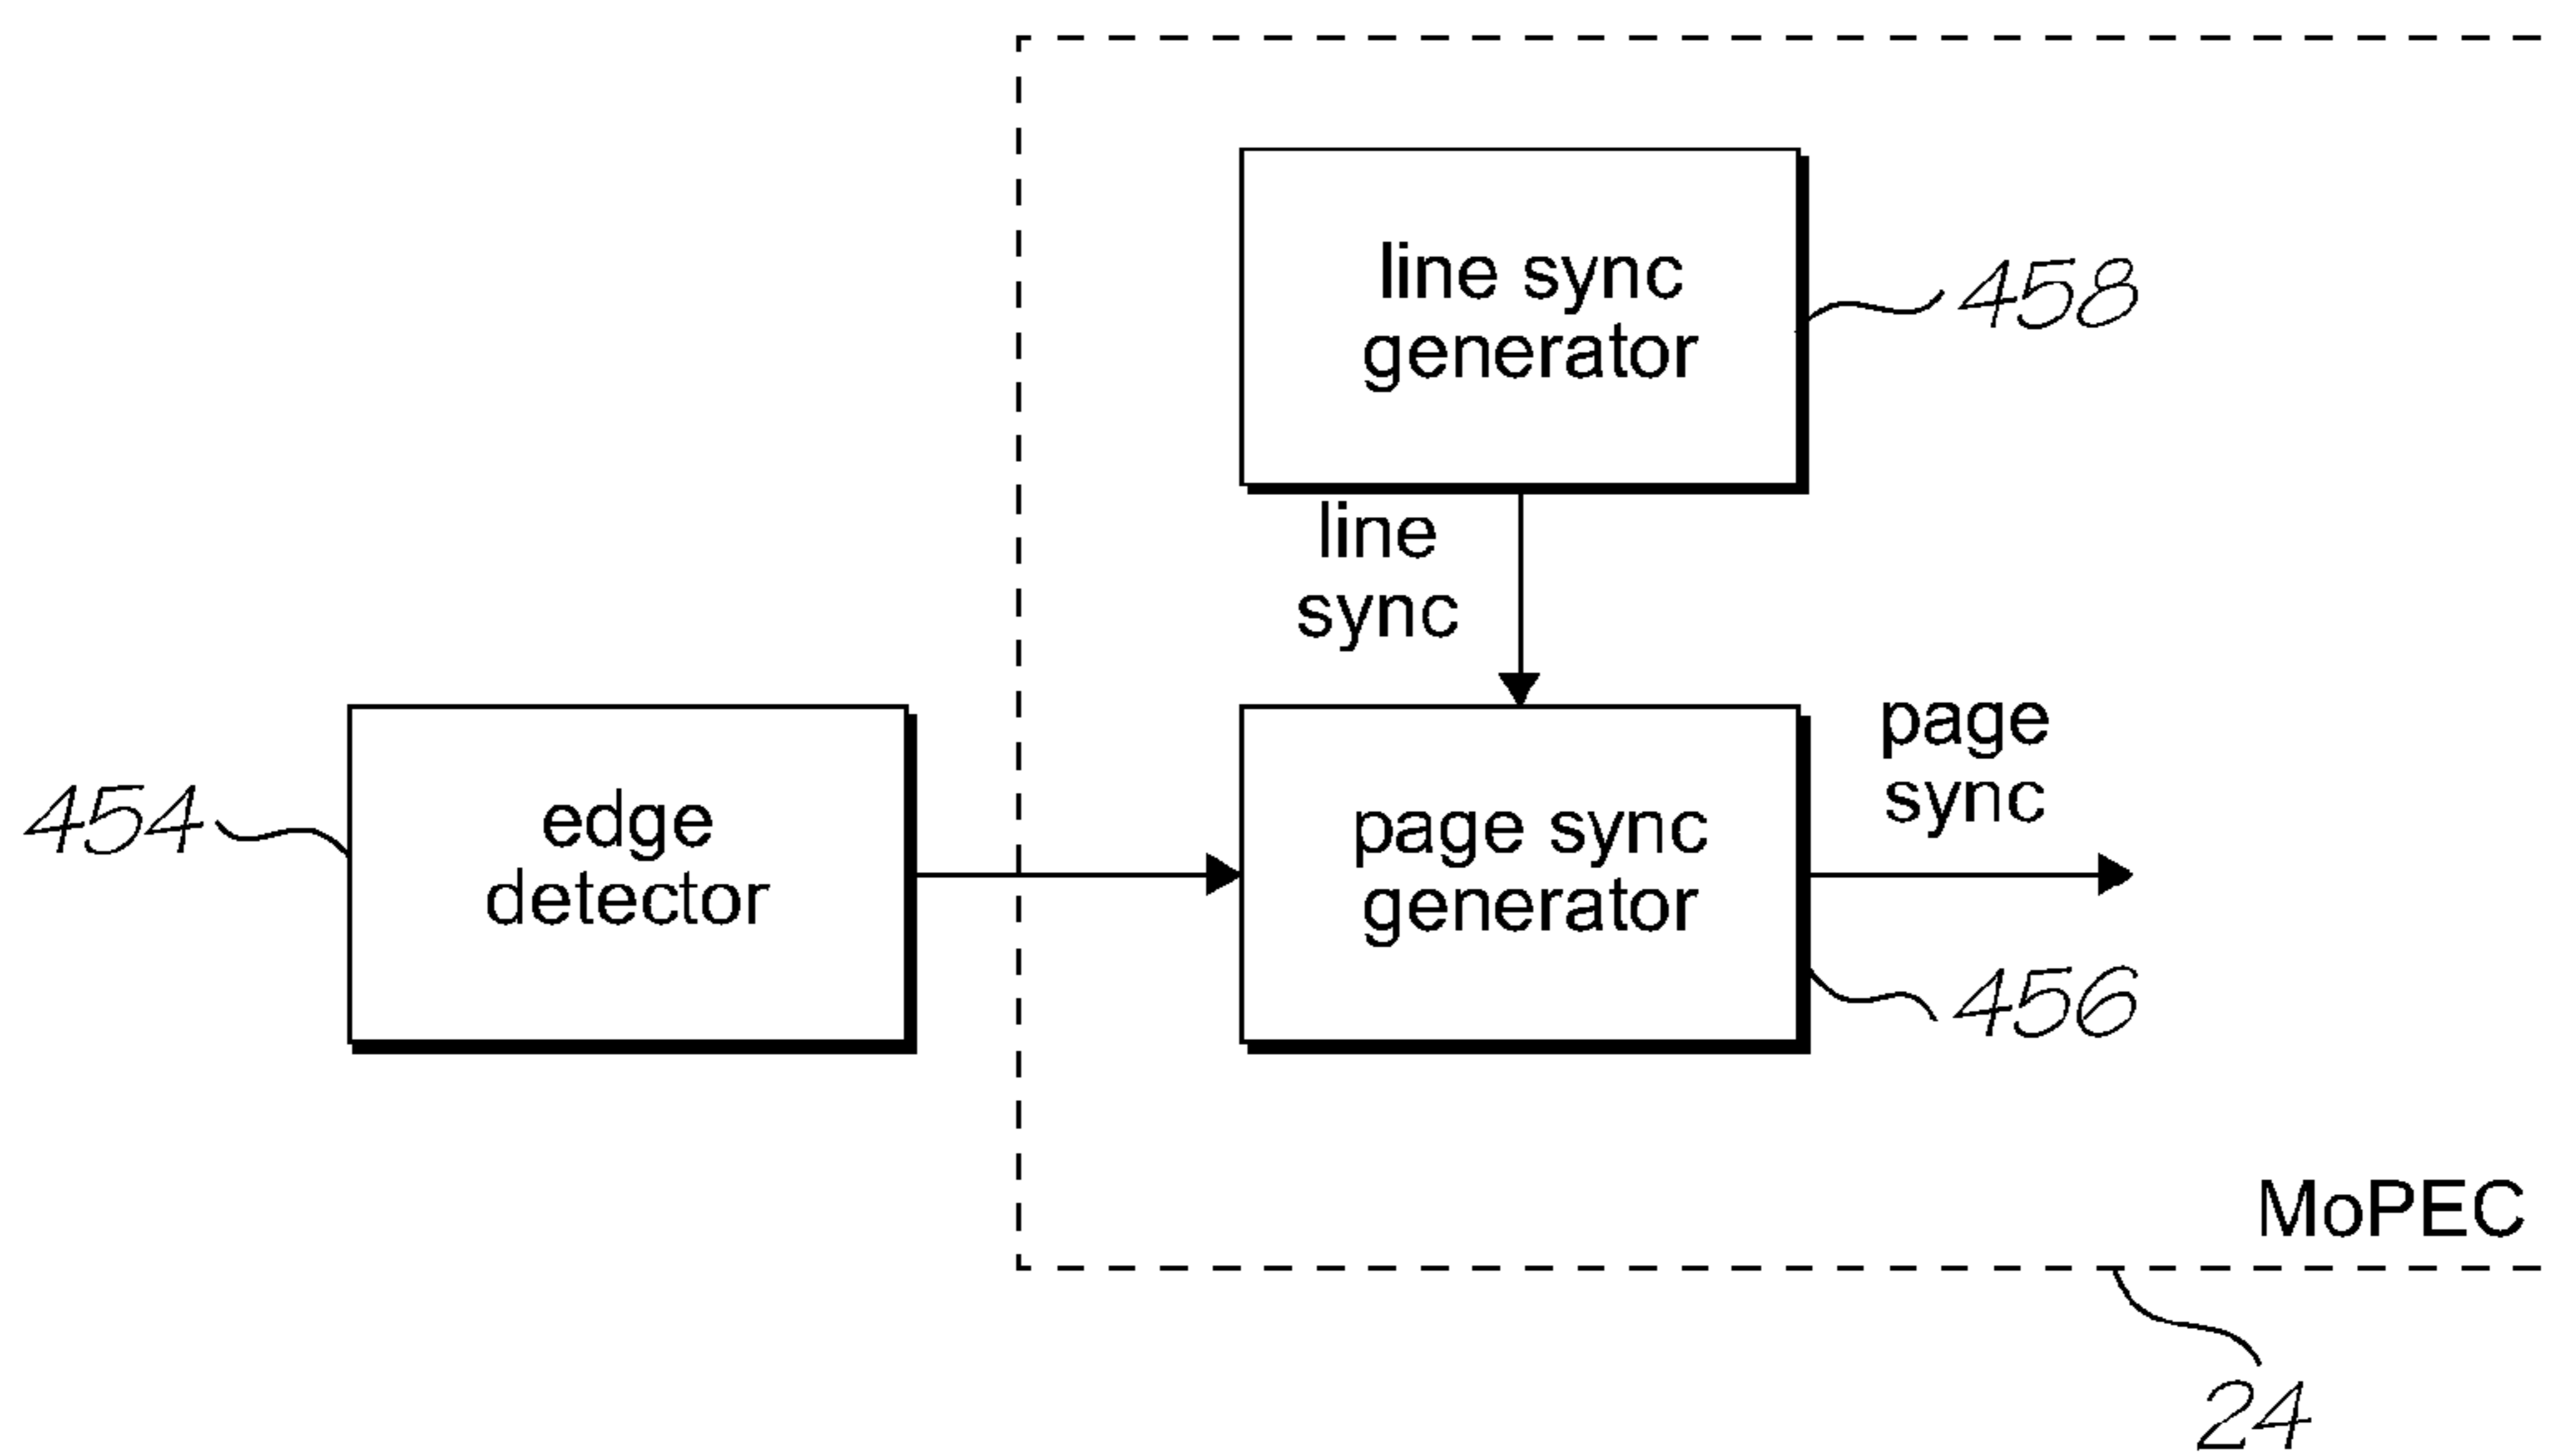 line sync
generator
458
line
sync
454
edge
detector
page sync
generator
page
sync
456
MoPEC
24